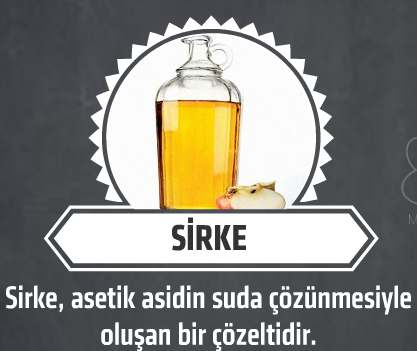 SİRKE
Sirke, asetik asidin suda çözünmesiyle
oluşan bir çözeltidir.